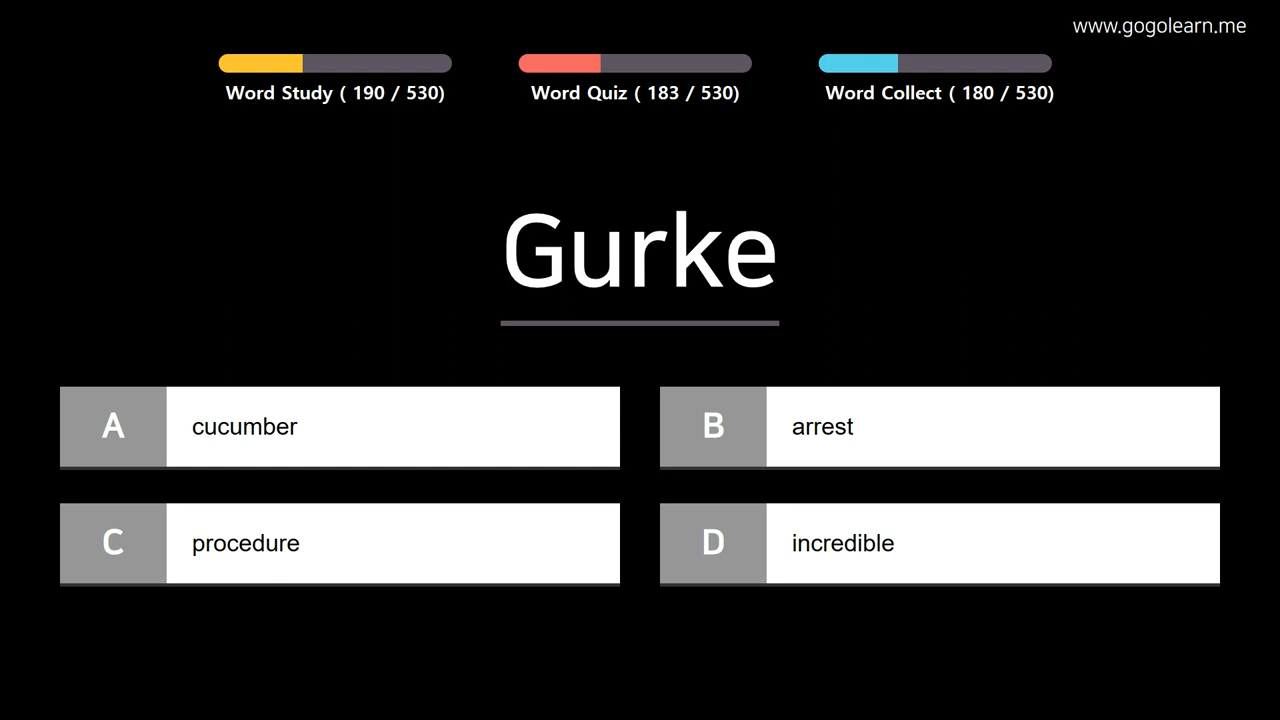 www.gogolearn.me
Word Study ( 190 / 530)
Word Quiz ( 183 / 530)
Word Collect ( 180 / 530)
Gurke
A cucumber
B arrest
C procedure
D incredible